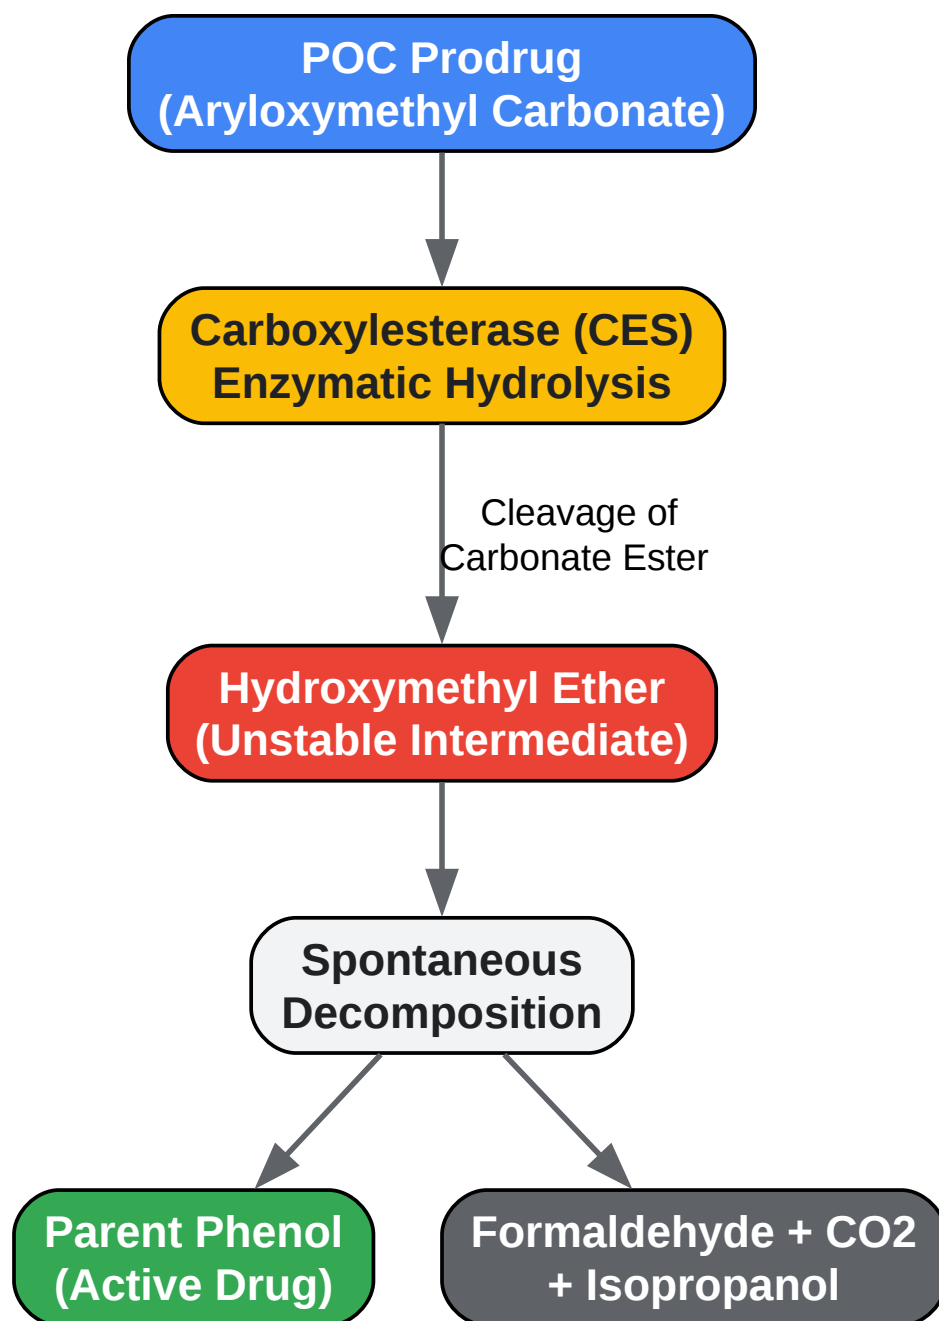 POC Prodrug
(Aryloxymethyl Carbonate)
Carboxylesterase (CES)
Enzymatic Hydrolysis
Cleavage of
Carbonate Ester
Hydroxymethyl Ether
(Unstable Intermediate)
Spontaneous
Decomposition
Parent Phenol
(Active Drug)
Formaldehyde + CO2
+ Isopropanol